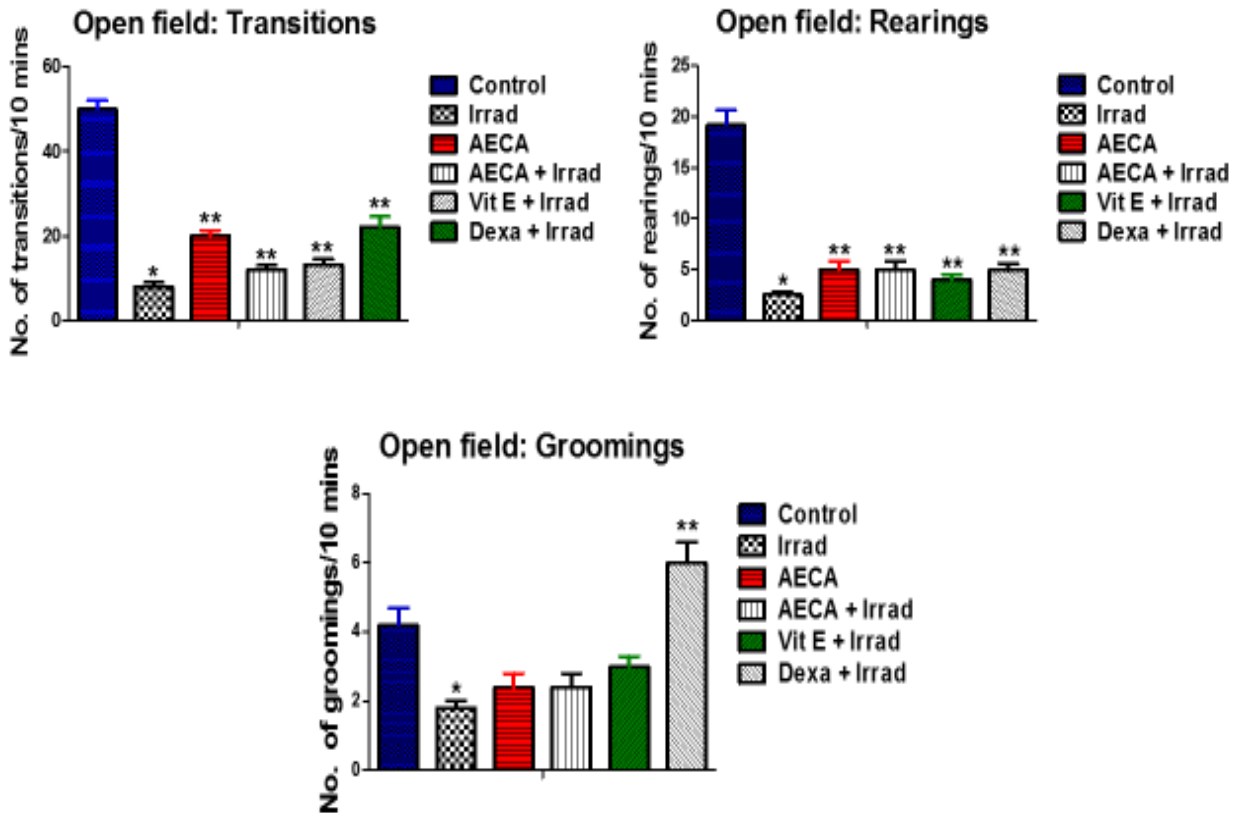 Open field: Transitions
No. of transitions/10 mins
60
40
20
0
*
**
**
**
**
Control
Irrad
AECA
AECA + Irrad
Vit E + Irrad
Dexa + Irrad
Open field: Rearings
No. of rearings/10 mins
25
20
15
10
5
0
*
**
**
**
**
Control
Irrad
AECA
AECA + Irrad
Vit E + Irrad
Dexa + Irrad
Open field: Groomings
No. of groomings/10 mins
8
6
4
2
0
*
**
Control
Irrad
AECA
AECA + Irrad
Vit E + Irrad
Dexa + Irrad